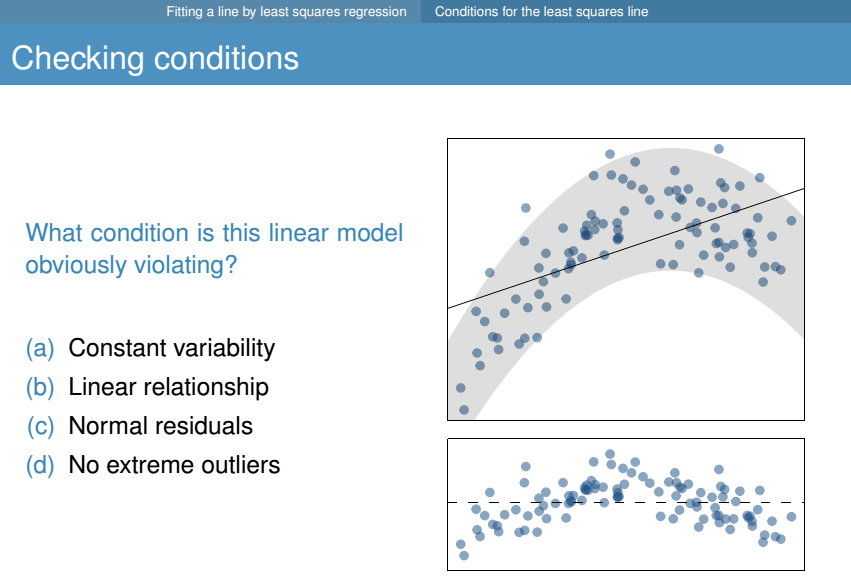 Fitting a line by least squares regression
Conditions for the least squares line
Checking conditions
What condition is this linear model
obviously violating?
(a) Constant variability
(b) Linear relationship
(c) Normal residuals
(d) No extreme outliers